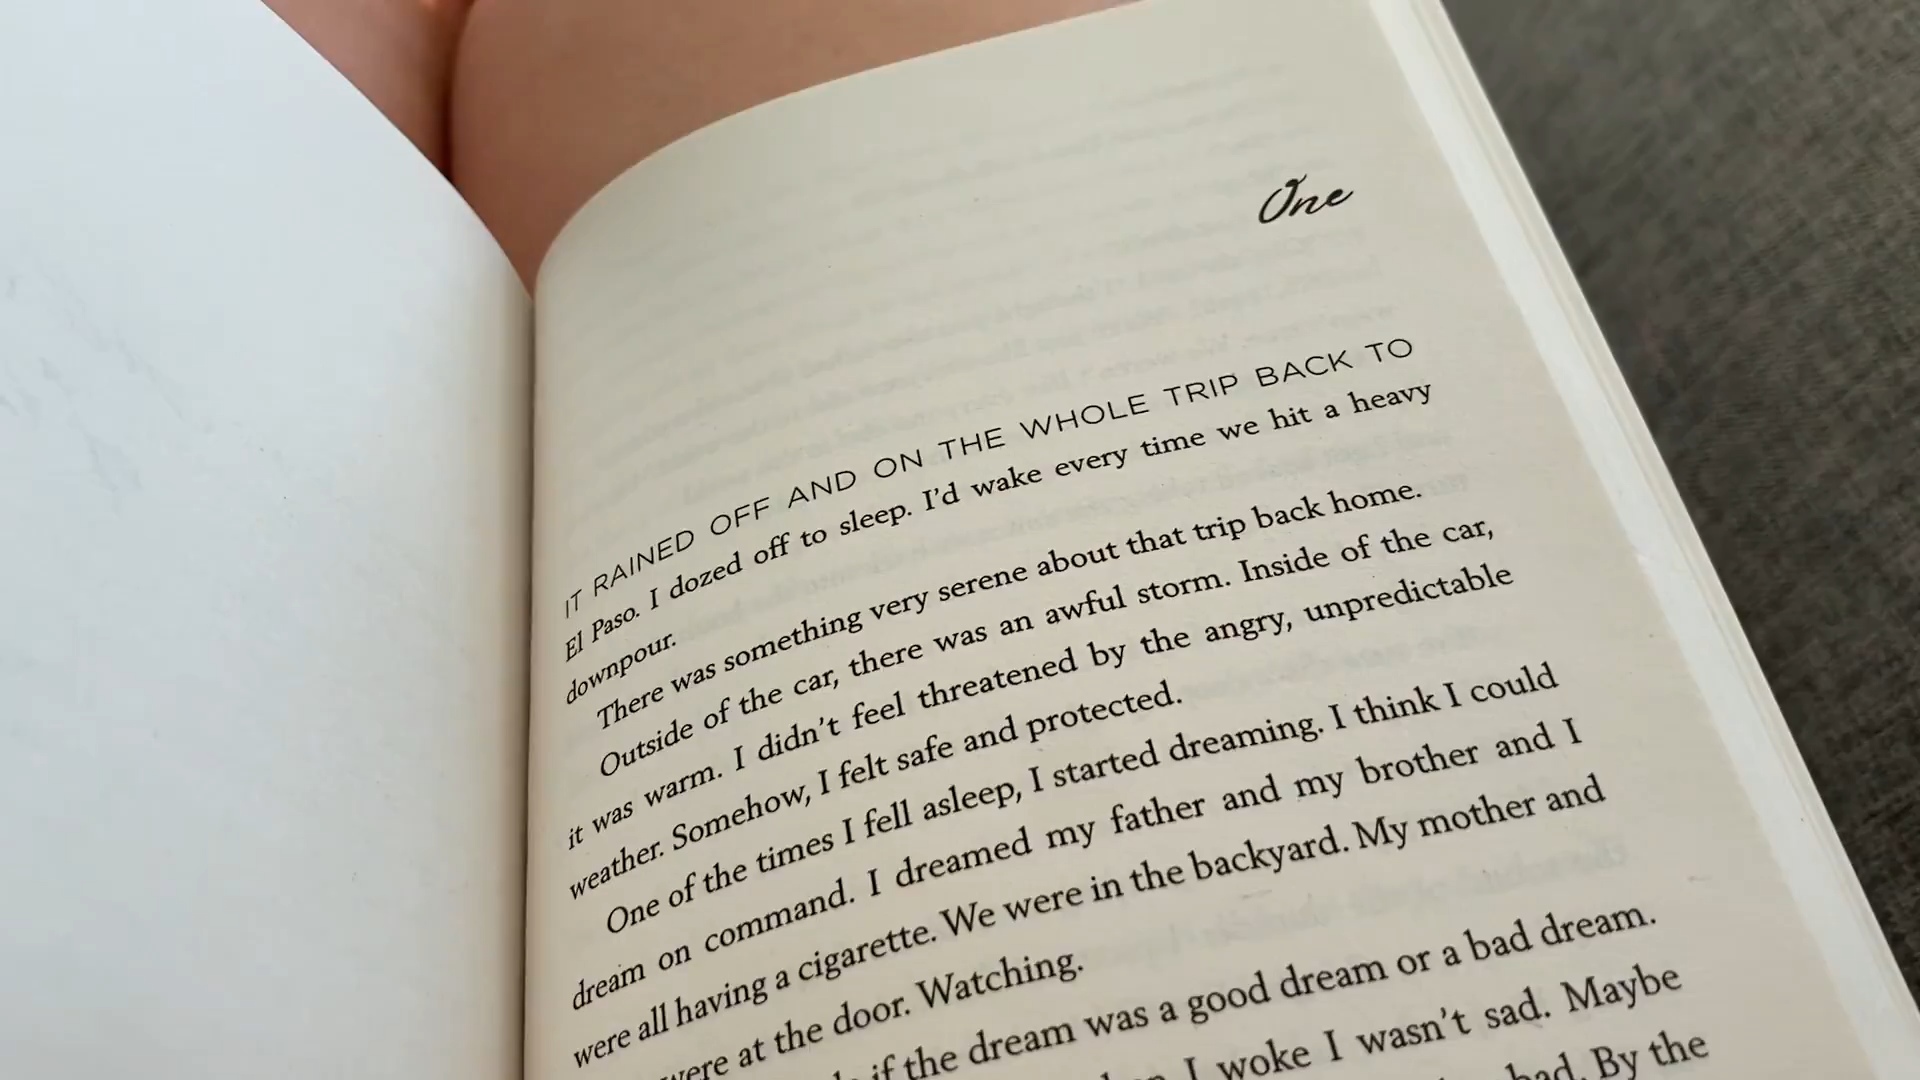 One
IT RAINED OFF AND ON THE WHOLE TRIP BACK TO
El Paso. I dozed off to sleep. I’d wake every time we hit a heavy
downpour.
There was something very serene about that trip back home.
Outside of the car, there was an awful storm. Inside of the car,
it was warm. I didn’t feel threatened by the angry, unpredictable
weather. Somehow, I felt safe and protected.
One of the times I fell asleep, I started dreaming. I think I could
dream on command. I dreamed my father and my brother and I
were all having a cigarette. We were in the backyard. My mother and
were at the door. Watching.
if the dream was a good dream or a bad dream.
I woke I wasn’t sad. Maybe
bad. By the